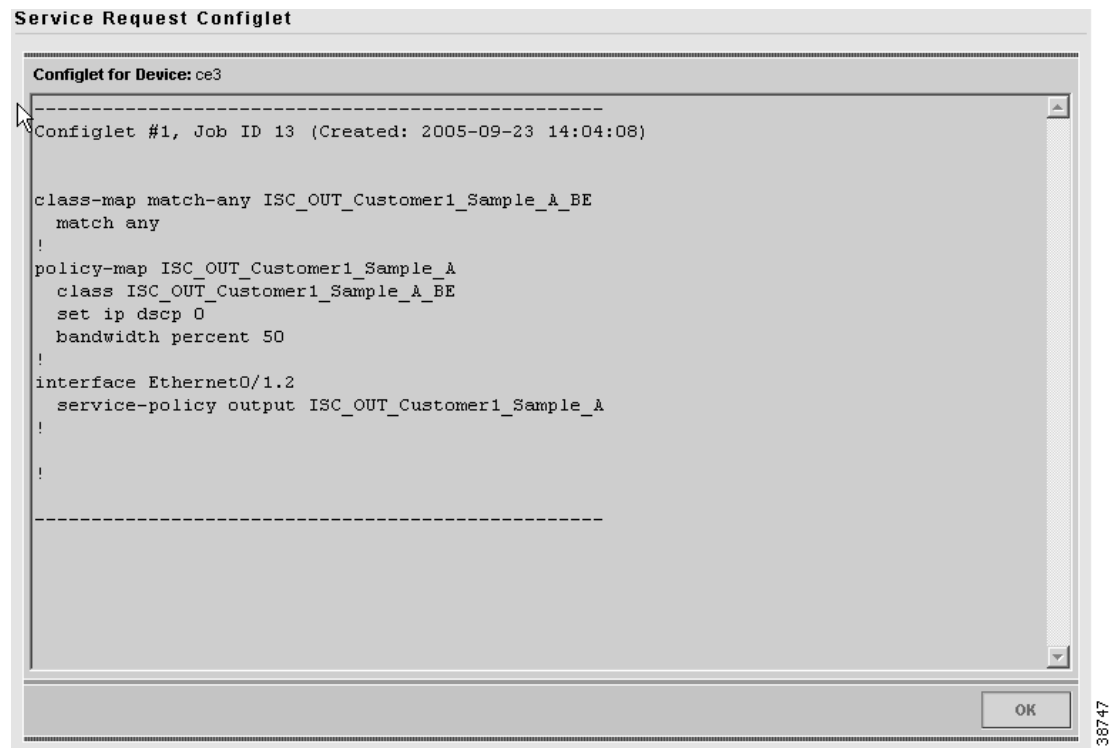 Service Request Configlet
Configlet for Device: ce3
--------------------------------------------------
Configlet #1, Job ID 13 (Created: 2005-09-23 14:04:08)
class-map match-any ISC_OUT_Customer1_Sample_A_BE
match any
!
policy-map ISC_OUT_Customer1_Sample_A
class ISC_OUT_Customer1_Sample_A_BE
set ip dscp 0
bandwidth percent 50
!
interface Ethernet0/1.2
service-policy output ISC_OUT_Customer1_Sample_A
!
!
--------------------------------------------------
OK
38747